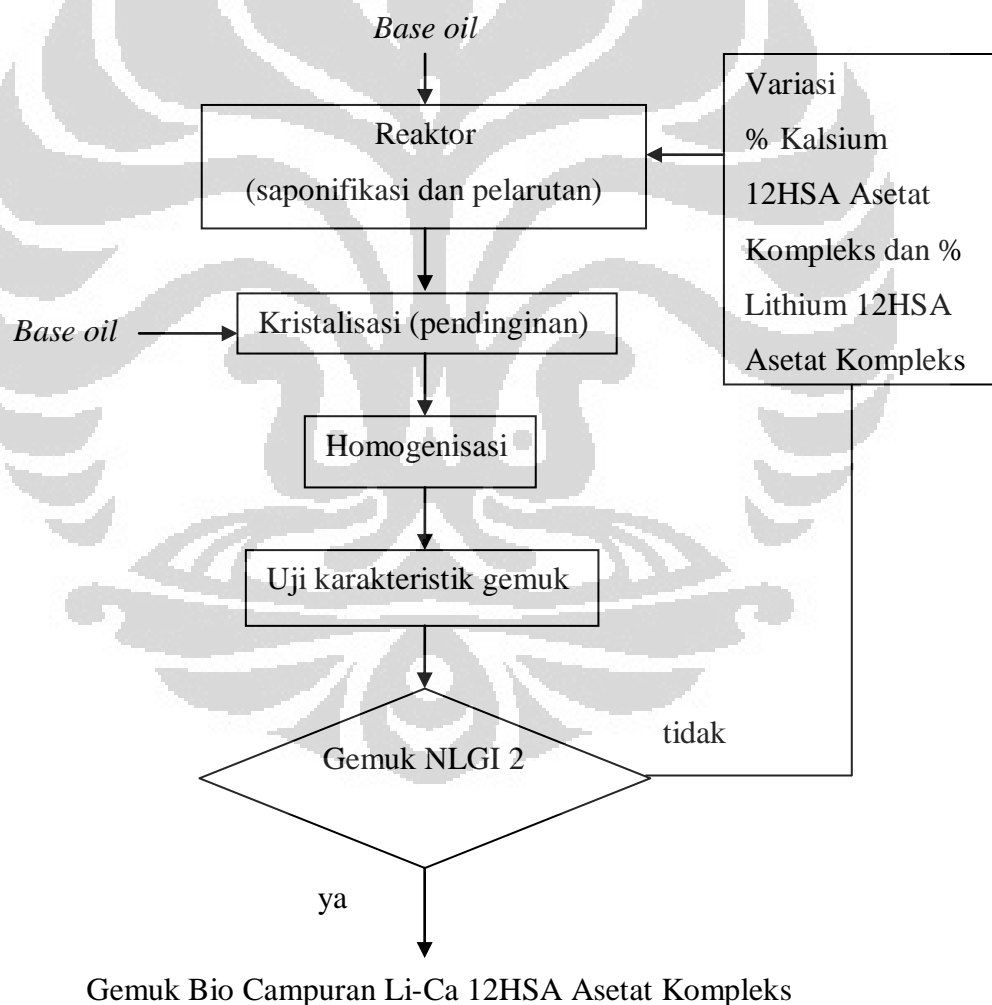 Base oil
Variasi
% Kalsium
12HSA Asetat
Kompleks dan %
Lithium 12HSA
Asetat Kompleks
Reaktor
(saponifikasi dan pelarutan)
Base oil
Kristalisasi (pendinginan)
Homogenisasi
Uji karakteristik gemuk
Gemuk NLGI 2
tidak
ya
Gemuk Bio Campuran Li-Ca 12HSA Asetat Kompleks